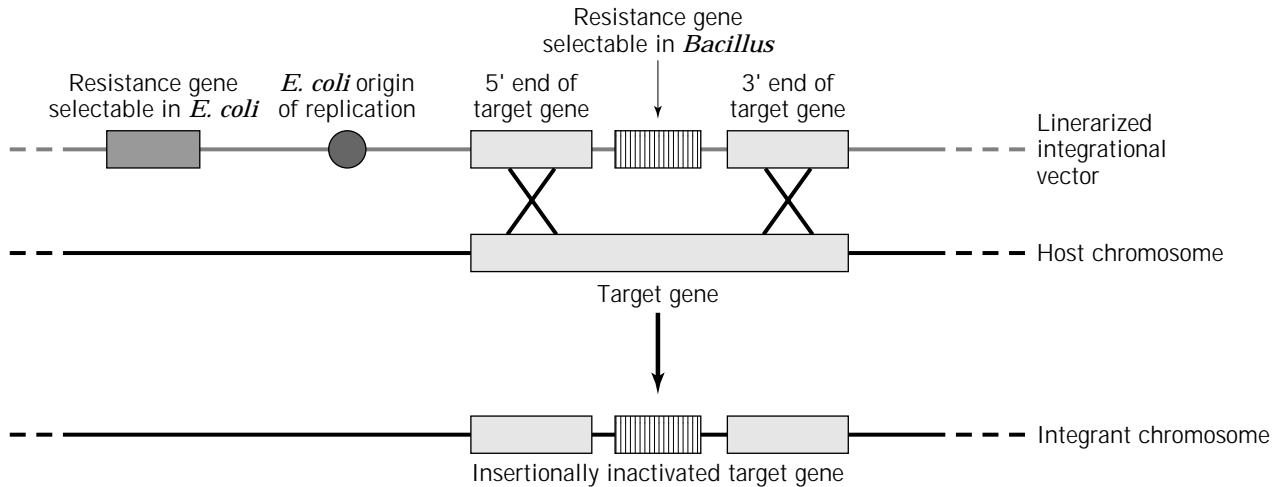 Resistance gene
selectable in Bacillus
Resistance gene
selectable in E. coli
E. coli origin
of replication
5' end of
target gene
3' end of
target gene
Linerarized
integrational
vector
Host chromosome
Target gene
Integrant chromosome
Insertionally inactivated target gene